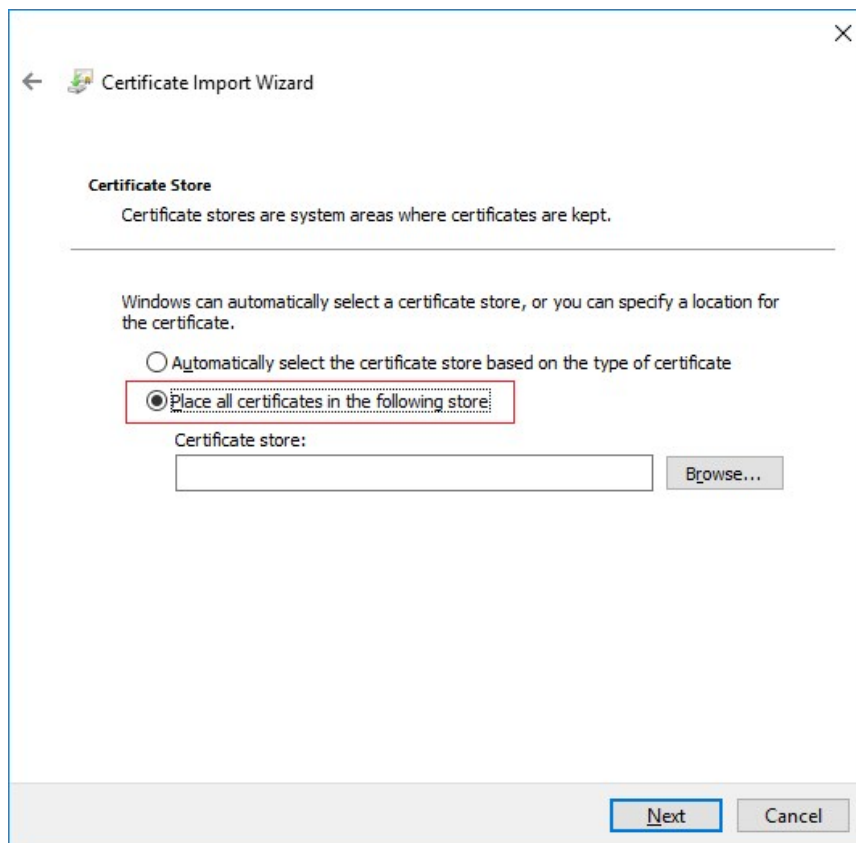 Certificate Import Wizard
Certificate Store
Certificate stores are system areas where certificates are kept.
Windows can automatically select a certificate store, or you can specify a location for
the certificate.
Automatically select the certificate store based on the type of certificate
Place all certificates in the following store
Certificate store:
Browse...
Next
Cancel